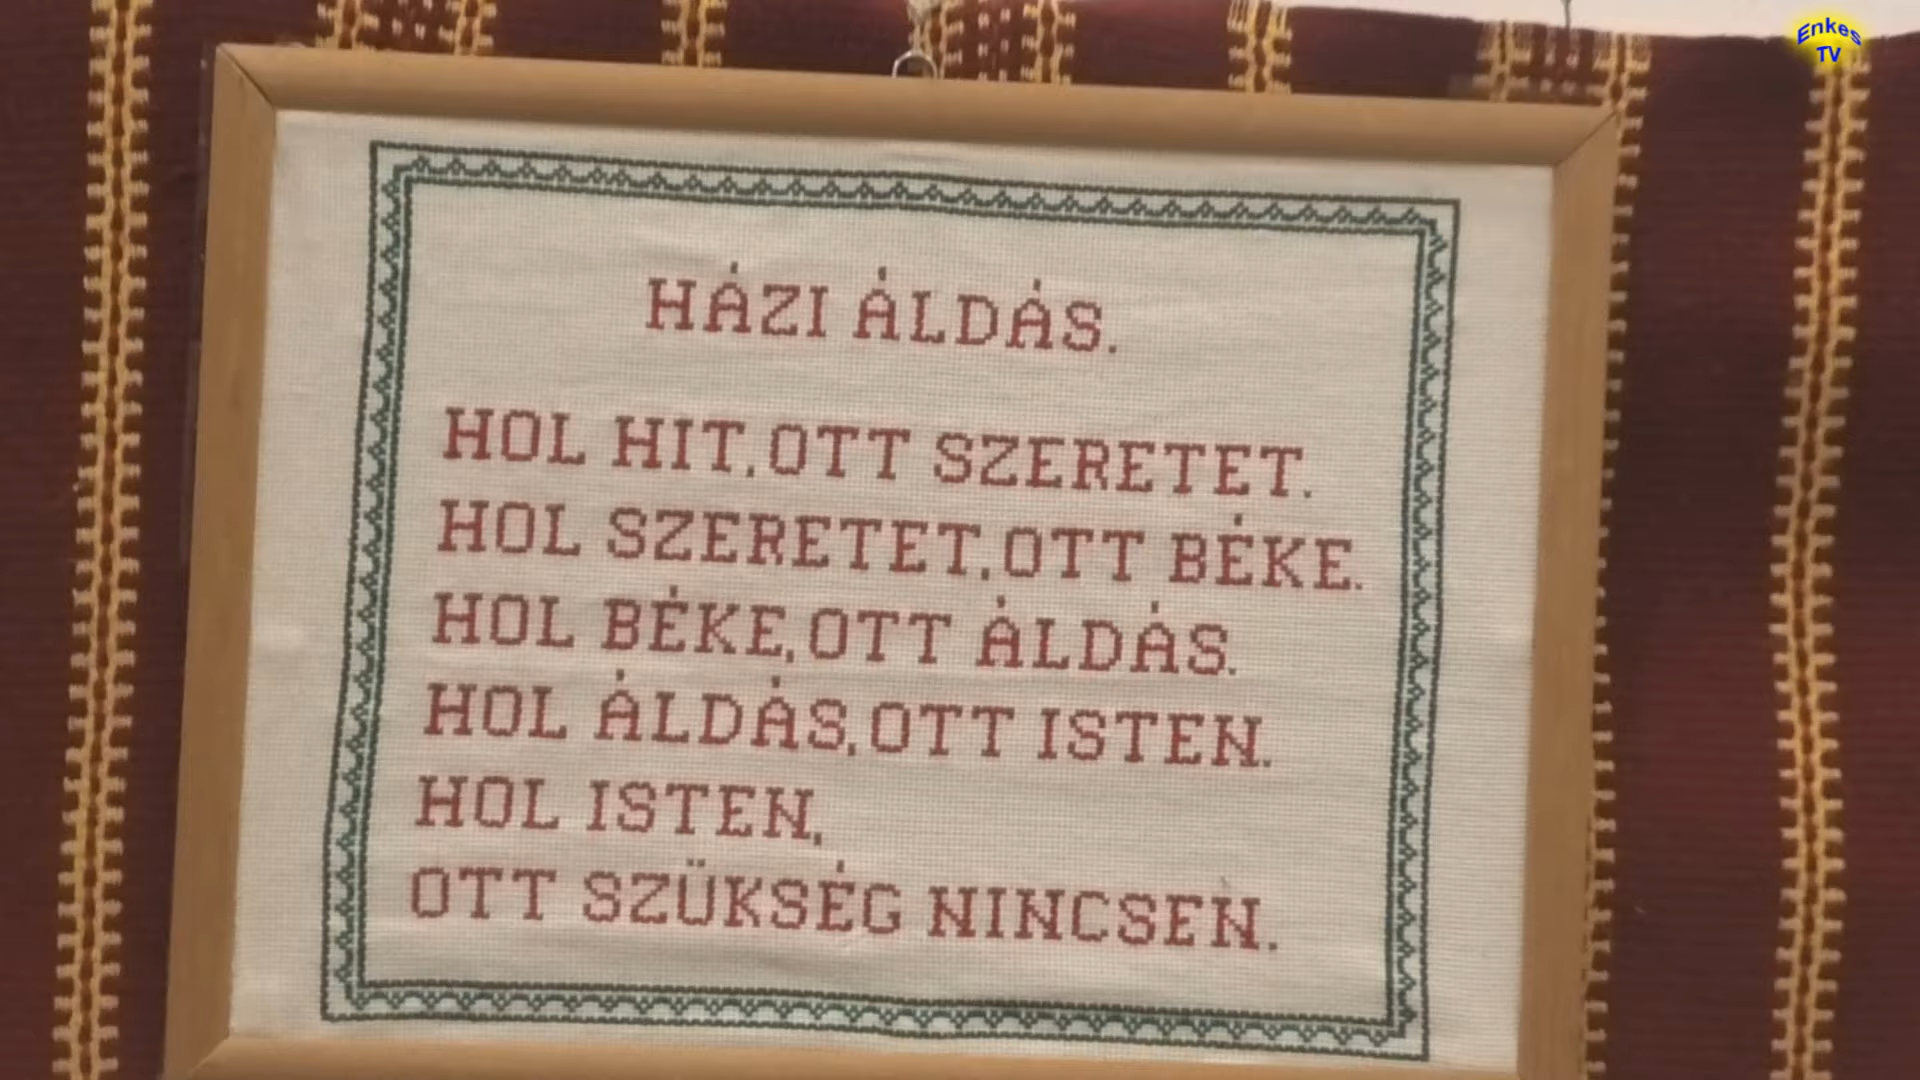 Enkes
TV
HÁZI ÁLDÁS.
HOL HIT,OTT SZERETET.
HOL SZERETET,OTT BÉKE.
HOL BÉKE,OTT ÁLDÁS.
HOL ÁLDÁS,OTT ISTEN.
HOL ISTEN,
OTT SZÜKSÉG NINCSEN.